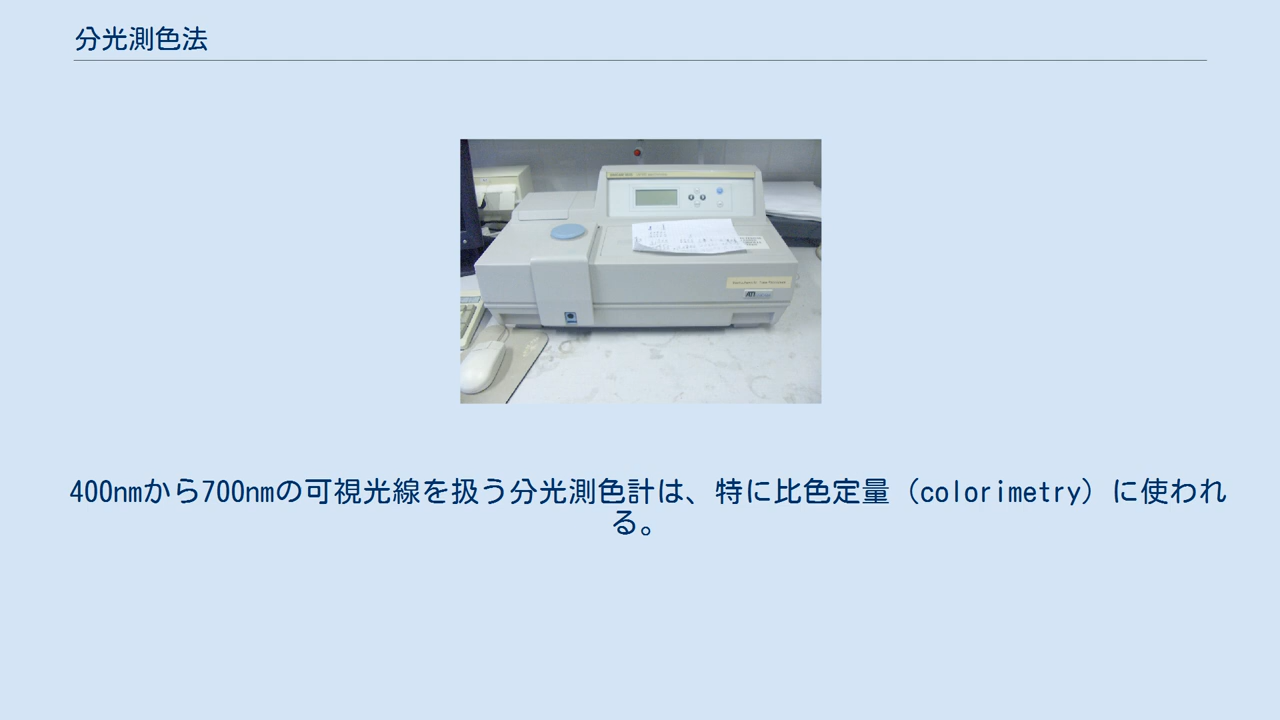 分光測色法
400nmから700nmの可視光線を扱う分光測色計は、特に比色定量（colorimetry）に使われ
る。